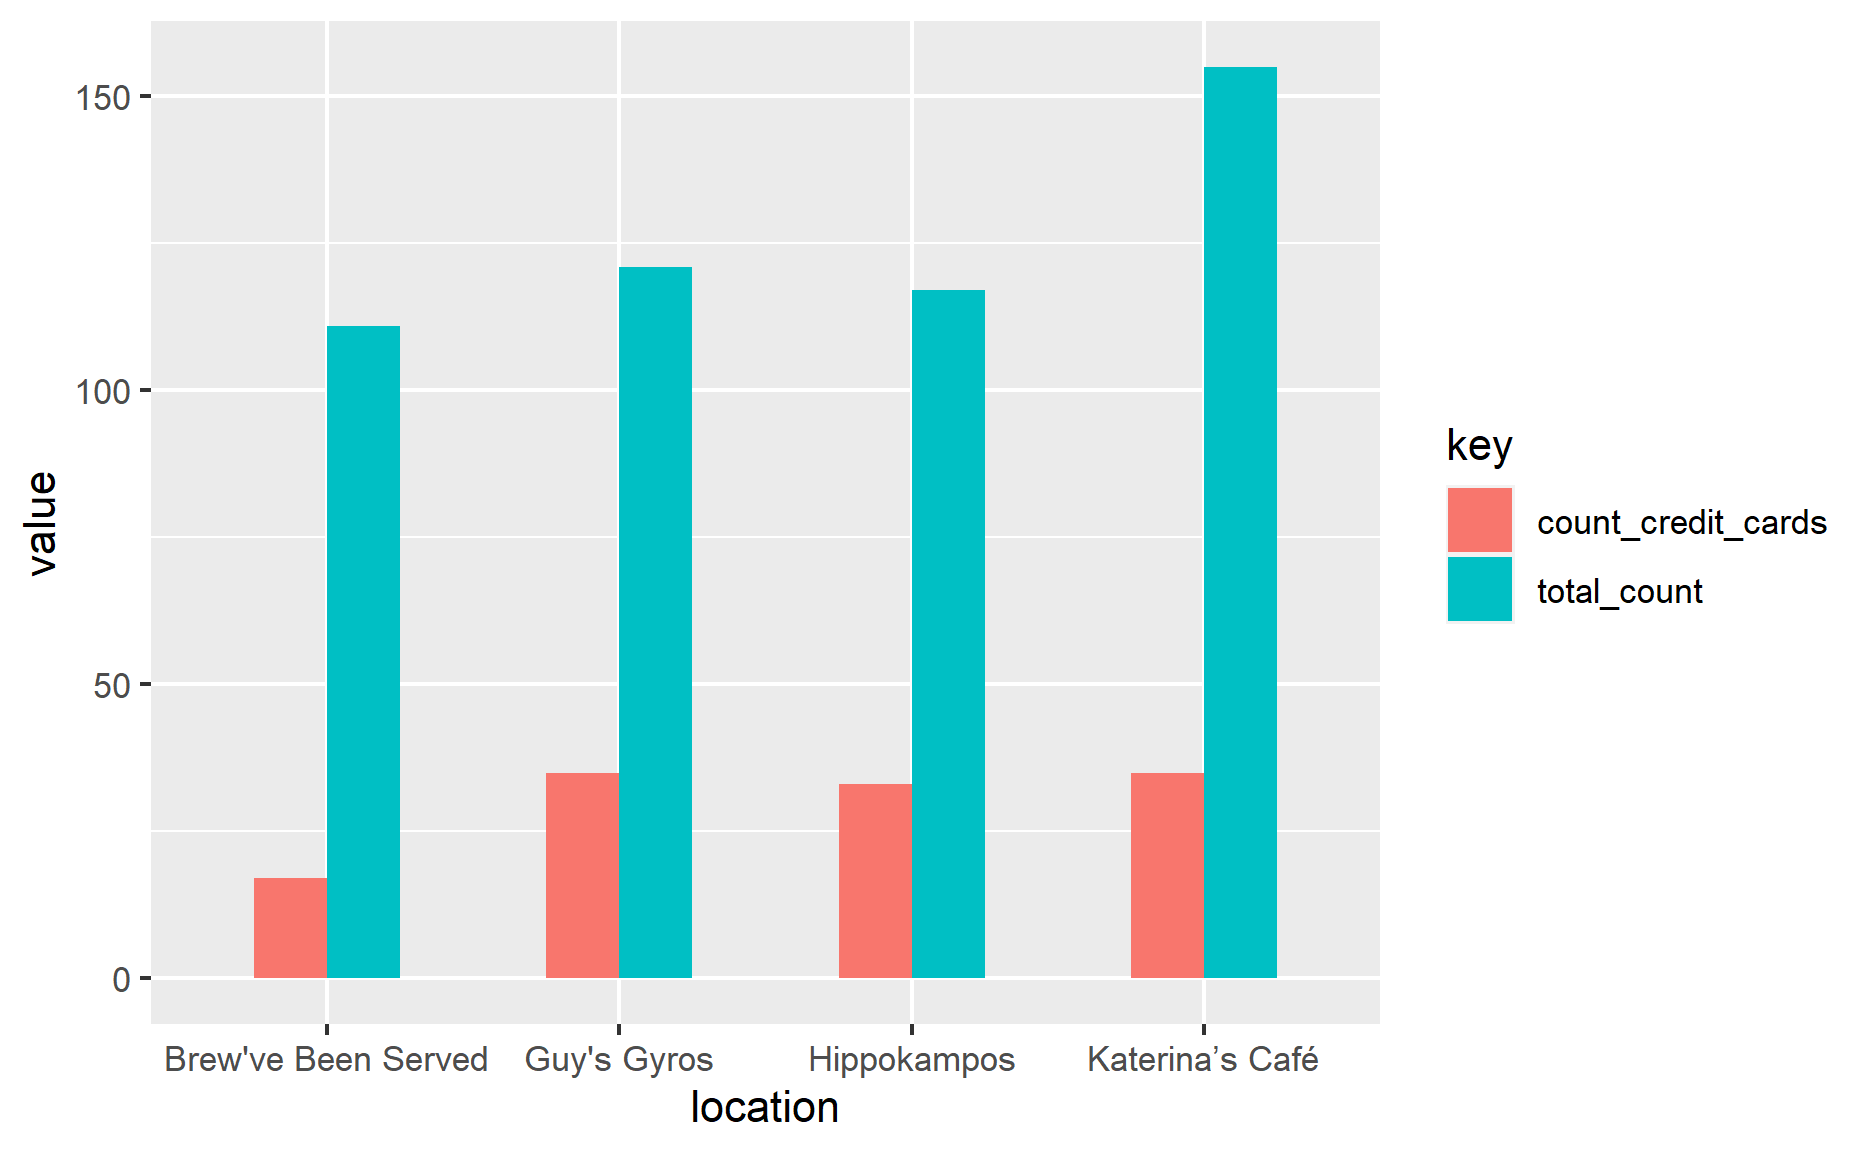 150
100
50
0
value
Brew've Been Served
Guy's Gyros
Hippokampos
Katerina’s Café
location
key
count_credit_cards
total_count